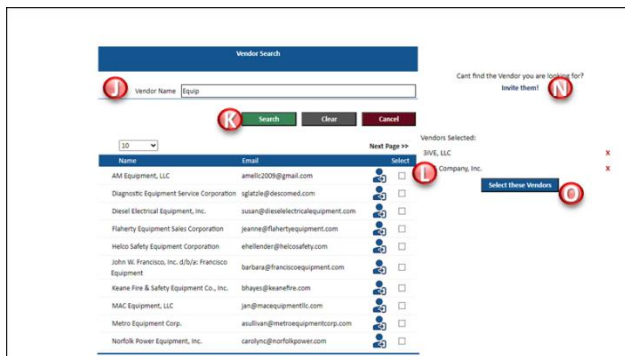 Vendor Search
Cant find the Vendor you are looking for?
Invite them!
N
J
Vendor Name
Equip
K
Search
Clear
Cancel
Vendors Selected:
3IVE, LLC
X
L
Company, Inc.
X
Select these Vendors
O
10
Next Page >>
Name Email Select
AM Equipment, LLC amellc2009@gmail.com
Diagnostic Equipment Service Corporation sglatzle@descomed.com
Diesel Electrical Equipment, Inc. susan@dieselelectricalequipment.com
Flaherty Equipment Sales Corporation jeanne@flahertyequipment.com
Helco Safety Equipment Corporation ehellender@helcosafety.com
John W. Francisco, Inc. d/b/a: Francisco
Equipment barbara@franciscoequipment.com
Keane Fire & Safety Equipment Co., Inc. bhayes@keanefire.com
MAC Equipment, LLC jan@macequipmentllc.com
Metro Equipment Corp. asullivan@metroequipmentcorp.com
Norfolk Power Equipment, Inc. carolync@norfolkpower.com